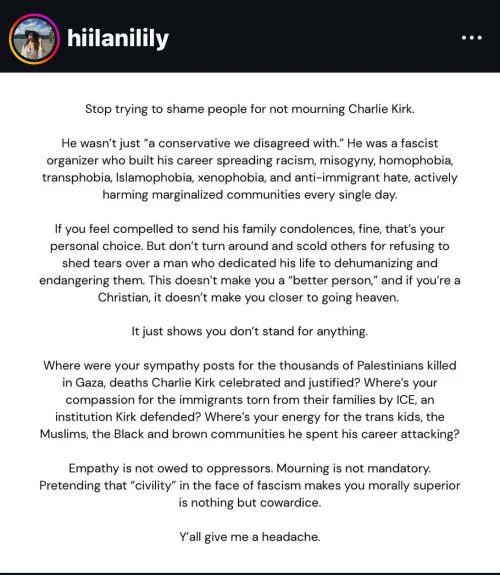 hiilanilily
Stop trying to shame people for not mourning Charlie Kirk.
He wasn't just “a conservative we disagreed with.” He was a fascist
organizer who built his career spreading racism, misogyny, homophobia,
transphobia, Islamophobia, xenophobia, and anti-immigrant hate, actively
harming marginalized communities every single day.
If you feel compelled to send his family condolences, fine, that's your
personal choice. But don't turn around and scold others for refusing to
shed tears over a man who dedicated his life to dehumanizing and
endangering them. This doesn't make you a “better person,” and if you're a
Christian, it doesn't make you closer to going heaven.
It just shows you don't stand for anything.
Where were your sympathy posts for the thousands of Palestinians killed
in Gaza, deaths Charlie Kirk celebrated and justified? Where's your
compassion for the immigrants torn from their families by ICE, an
institution Kirk defended? Where's your energy for the trans kids, the
Muslims, the Black and brown communities he spent his career attacking?
Empathy is not owed to oppressors. Mourning is not mandatory.
Pretending that “civility” in the face of fascism makes you morally superior
is nothing but cowardice.
Y'all give me a headache.